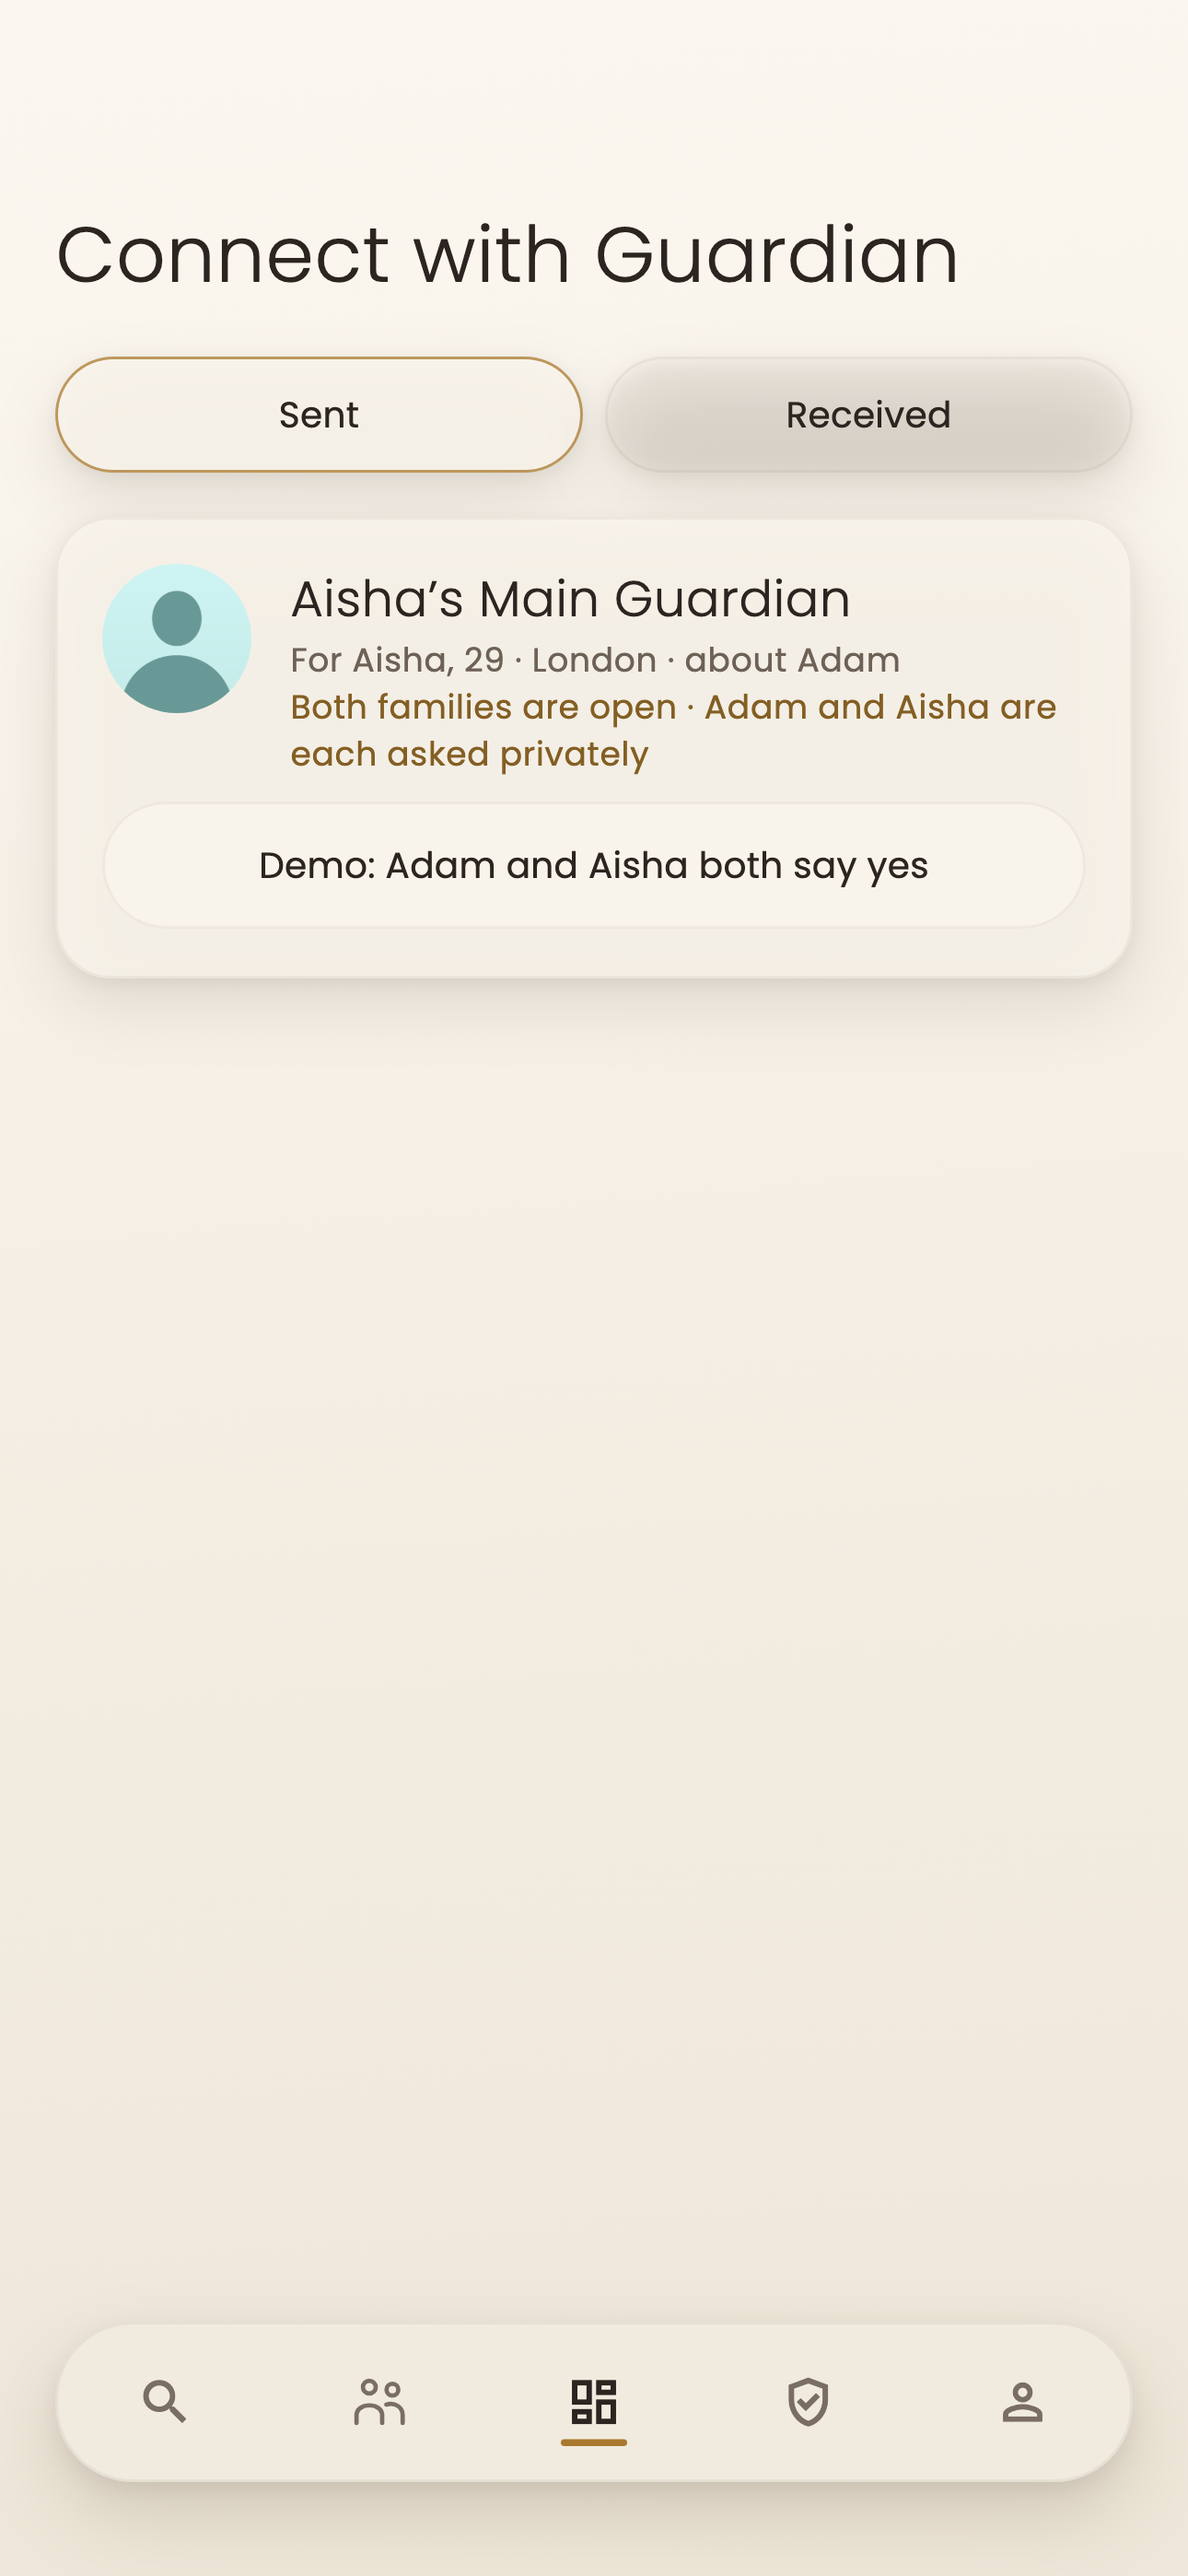 Connect with Guardian
Sent
Received
Aisha’s Main Guardian
For Aisha, 29 · London · about Adam
Both families are open · Adam and Aisha are
each asked privately
Demo: Adam and Aisha both say yes